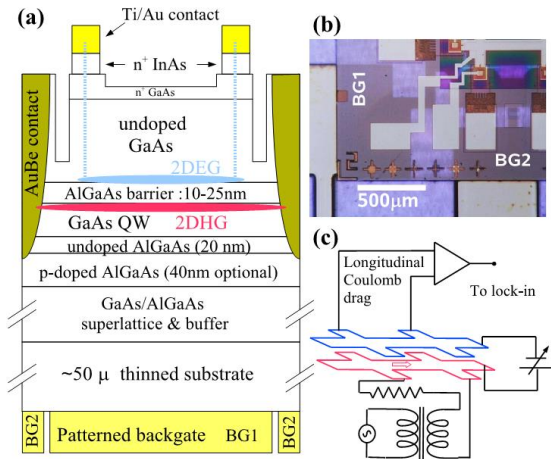 (a)
Ti/Au contact
n⁺ InAs
n⁺ GaAs
AuBe contact
undoped
GaAs
2DEG
AlGaAs barrier :10-25nm
GaAs QW 2DHG
undoped AlGaAs (20 nm)
p-doped AlGaAs (40nm optional)
GaAs/AlGaAs
superlattice & buffer
~50 μ thinned substrate
BG2
Patterned backgate BG1
BG2
(b)
BG1
BG2
500μm
(c)
Longitudinal
Coulomb
drag
To lock-in